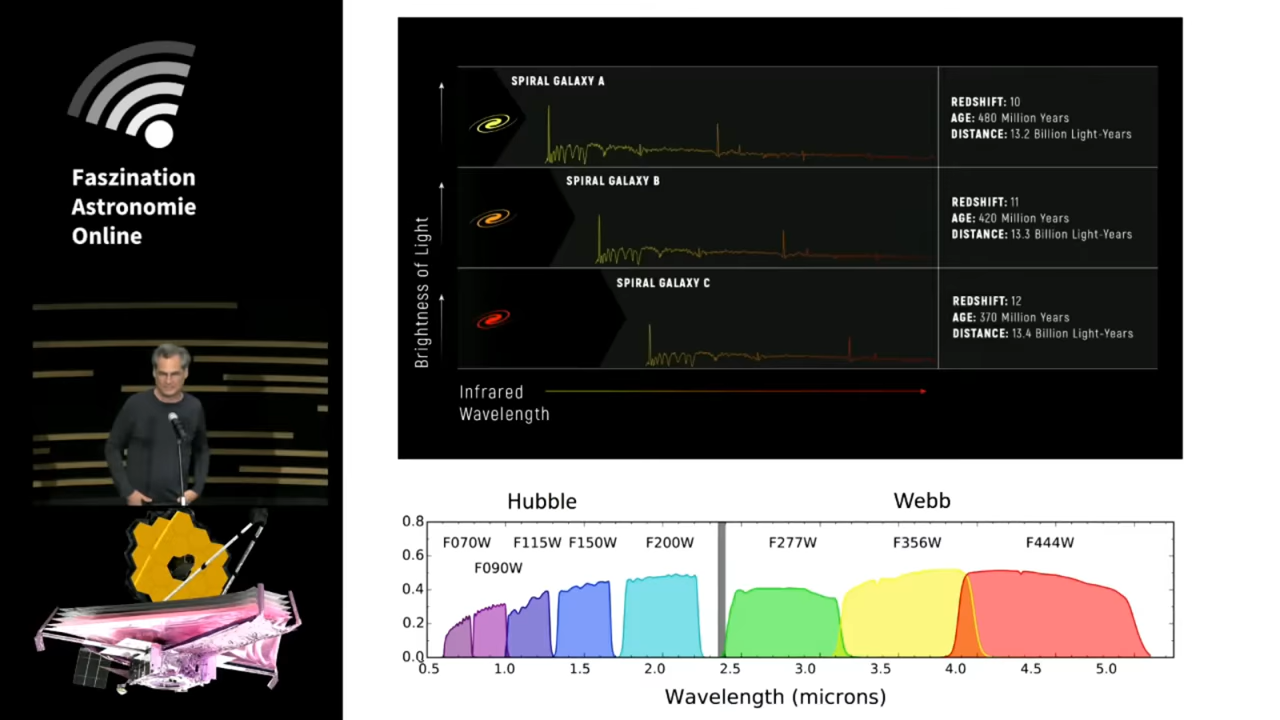 Faszination
Astronomie
Online
SPIRAL GALAXY A
REDSHIFT: 10
AGE: 480 Million Years
DISTANCE: 13.2 Billion Light-Years
SPIRAL GALAXY B
REDSHIFT: 11
AGE: 420 Million Years
DISTANCE: 13.3 Billion Light-Years
SPIRAL GALAXY C
REDSHIFT: 12
AGE: 370 Million Years
DISTANCE: 13.4 Billion Light-Years
Brightness of Light
Infrared
Wavelength
Hubble Webb
0.8
0.6
0.4
0.2
0.0
F070W F115W F150W F200W F277W F356W F444W
F090W
0.5 1.0 1.5 2.0 2.5 3.0 3.5 4.0 4.5 5.0
Wavelength (microns)